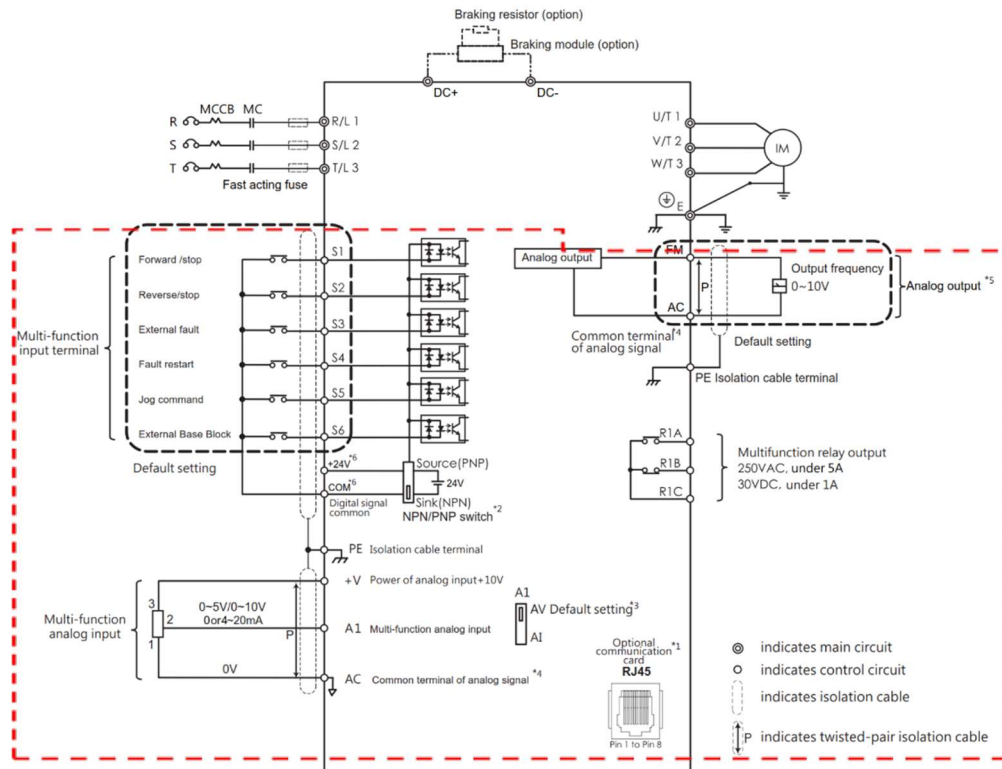 Braking resistor (option)
Braking module (option)
DC+
DC-
MCCB MC
R
R/L 1
S
S/L 2
T
T/L 3
Fast acting fuse
U/T 1
V/T 2
W/T 3
IM
E
Multi-function
input terminal
Forward /stop
S1
Reverse/stop
S2
External fault
S3
Fault restart
S4
Jog command
S5
External Base Block
S6
Default setting
+24V*6
COM*6
Digital signal
common
Source(PNP)
24V
Sink(NPN)
NPN/PNP switch*2
PE Isolation cable terminal
Analog output
FM
P
AC
Output frequency
0~10V
Analog output *5
Common terminal*4
of analog signal
Default setting
PE Isolation cable terminal
R1A
R1B
R1C
Multifunction relay output
250VAC, under 5A
30VDC, under 1A
Multi-function
analog input
3
2
1
0~5V/0~10V
0or4~20mA
P
0V
+V Power of analog input+10V
A1 Multi-function analog input
AC Common terminal of analog signal *4
A1
AV Default setting*3
AI
Optional
communication*1
card
RJ45
Pin 1 to Pin 8
indicates main circuit
indicates control circuit
indicates isolation cable
P indicates twisted-pair isolation cable